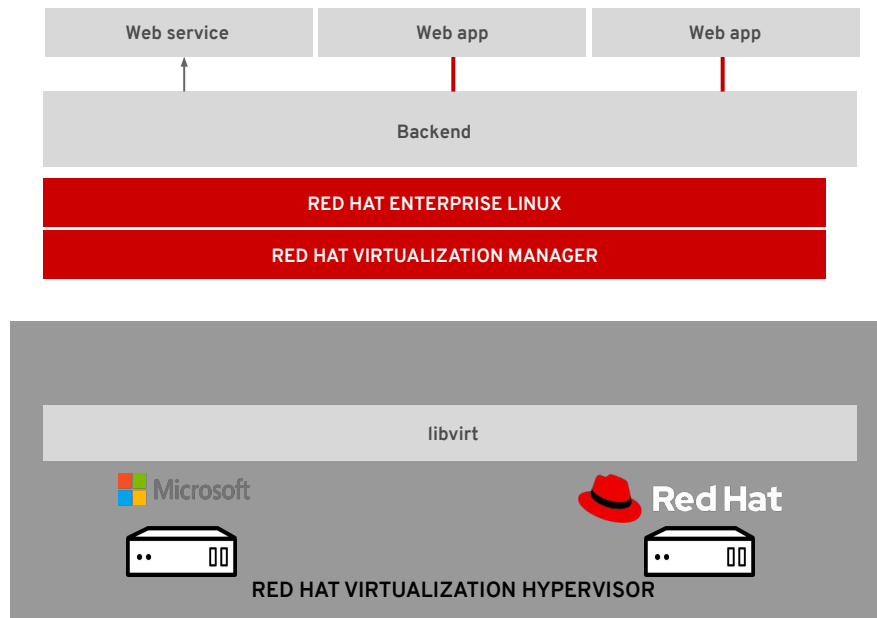 Web service
Web app
Web app
Backend
RED HAT ENTERPRISE LINUX
RED HAT VIRTUALIZATION MANAGER
libvirt
Microsoft
Red Hat
RED HAT VIRTUALIZATION HYPERVISOR